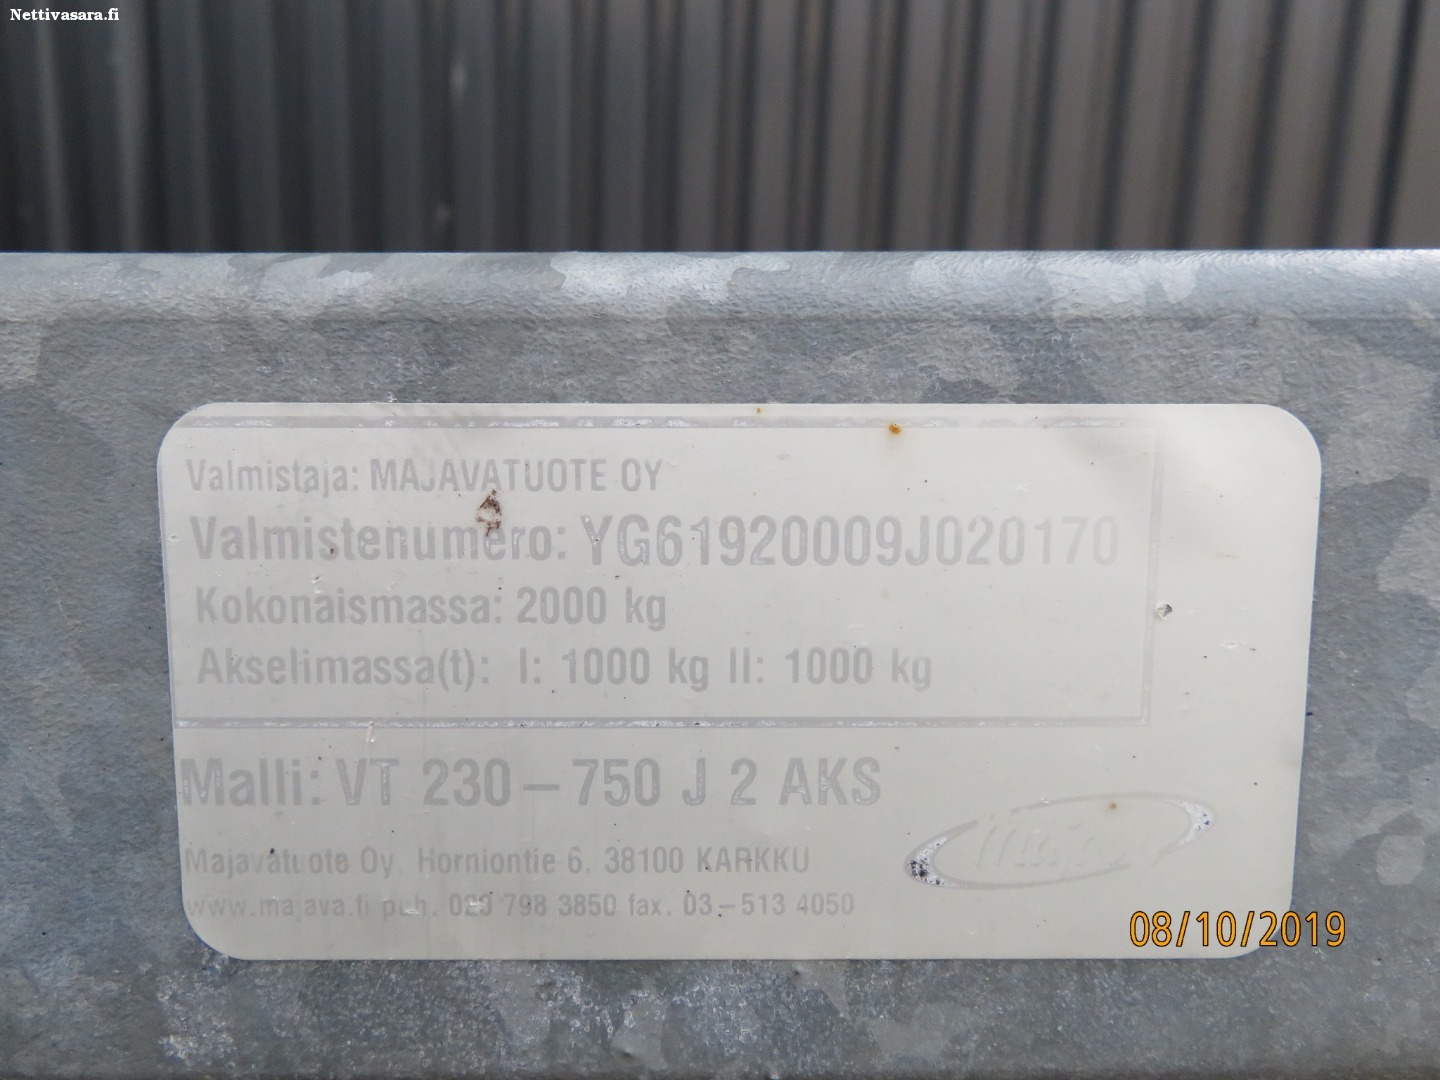 Nettivasara.fi
Valmistaja: MAJAVATUOTE OY
Valmistenumero: YG61920009J020170
Kokonaismassa: 2000 kg
Akselimassa(t): I: 1000 kg II: 1000 kg
Malli: VT 230-750 J 2 AKS
Majavatuote Oy, Horniontie 6, 38100 KARKKU
www.majava.fi puh. 020 798 3850 fax. 03-513 4050
08/10/2019